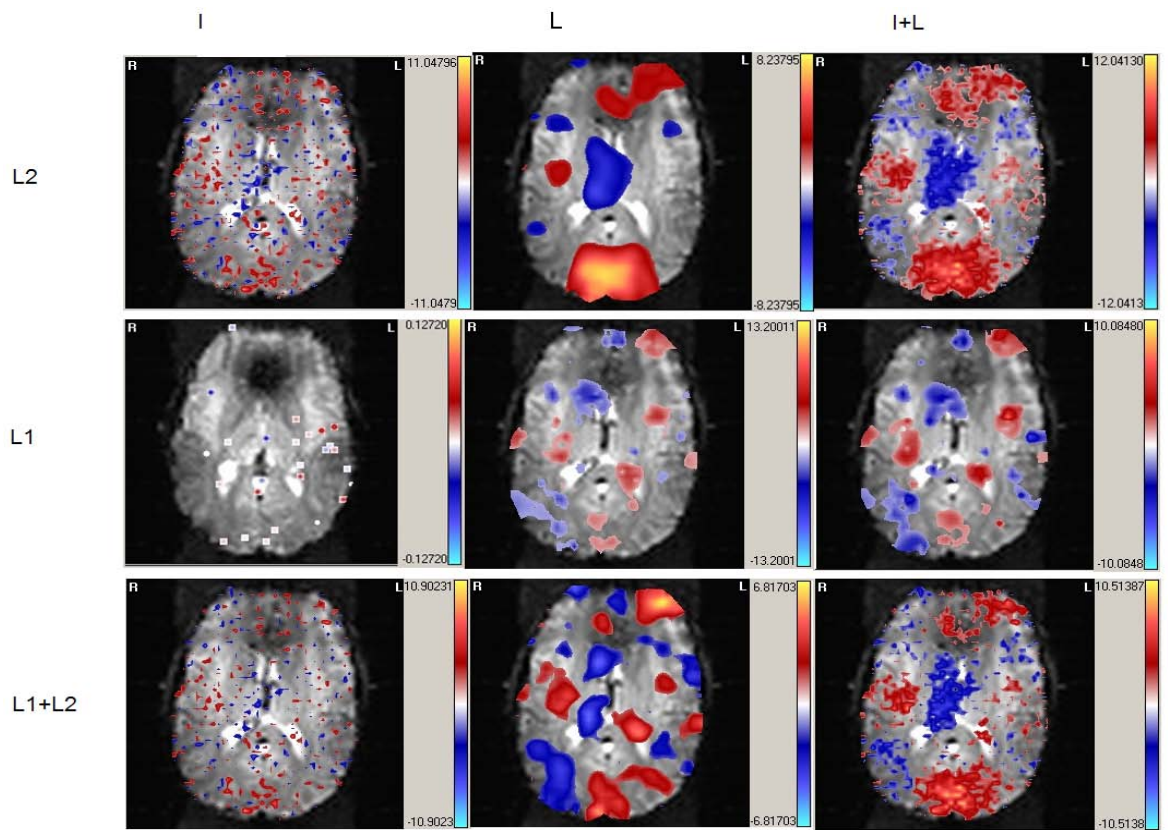 I L I+L
L2
R L 11.04796
-11.0479
R L 8.23795
-8.23795
R L 12.04130
-12.0413
L1
R L 0.12720
-0.12720
R L 13.20011
-13.2001
R L 10.08480
-10.0848
L1+L2
R L 10.90231
-10.9023
R L 6.81703
-6.81703
R L 10.51387
-10.5138